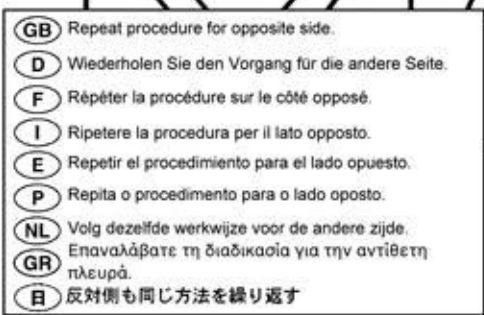 GB Repeat procedure for opposite side.
D Wiederholen Sie den Vorgang für die andere Seite.
F Répéter la procédure sur le côté opposé.
I Ripetere la procedura per il lato opposto.
E Repetir el procedimiento para el lado opuesto.
P Repita o procedimento para o lado oposto.
NL Volg dezelfde werkwijze voor de andere zijde.
GR Επαναλάβατε τη διαδικασία για την αντίθετη
πλευρά.
日 反対側も同じ方法を繰り返す